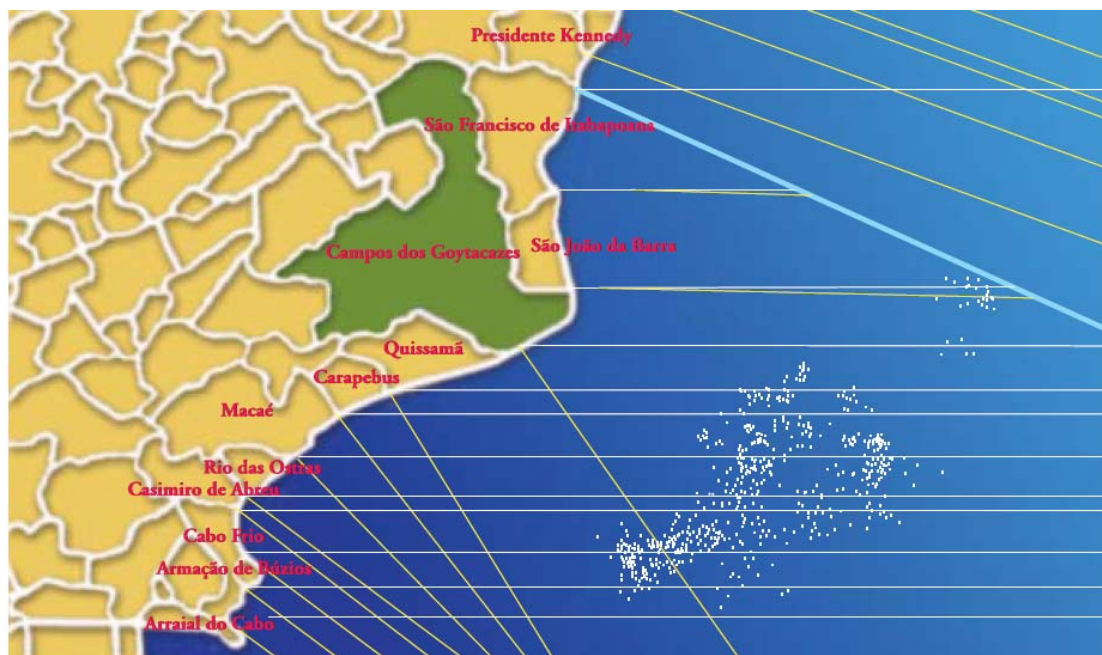 Presidente Kennedy
São Francisco de Itabapoana
São João da Barra
Campos dos Goytacazes
Quissamã
Carapebus
Macaé
Rio das Ostras
Casimiro de Abreu
Cabo Frio
Armação de Búzios
Arraial do Cabo